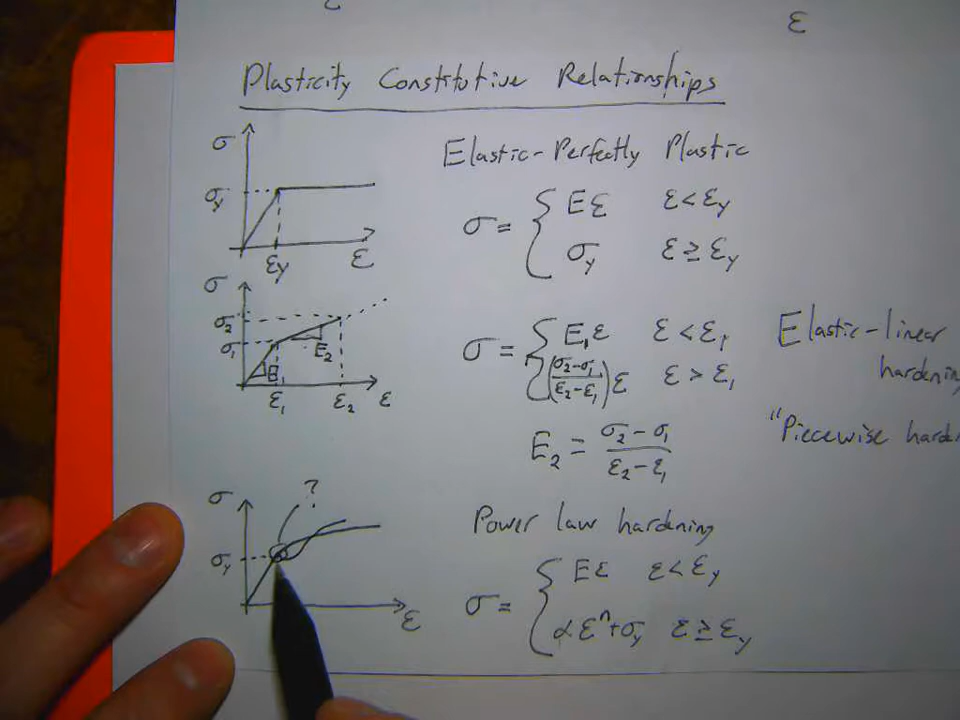 ε
ε
Plasticity Constitutive Relationships
σ
σy
εy
ε
Elastic-Perfectly Plastic
σ = { Eε ε < εy
σy ε ≥ εy
σ
σ2
σ1
E1
E2
ε1
ε2
ε
σ = { E1ε ε < ε1
(σ2-σ1 / ε2-ε1) ε ε > ε1
Elastic-linear
E2 = σ2 - σ1 / ε2 - ε1
"Piecewise
σ
?
σy
ε
Power law hardening
σ = { Eε ε < εy
αε^n+σy ε ≥ εy